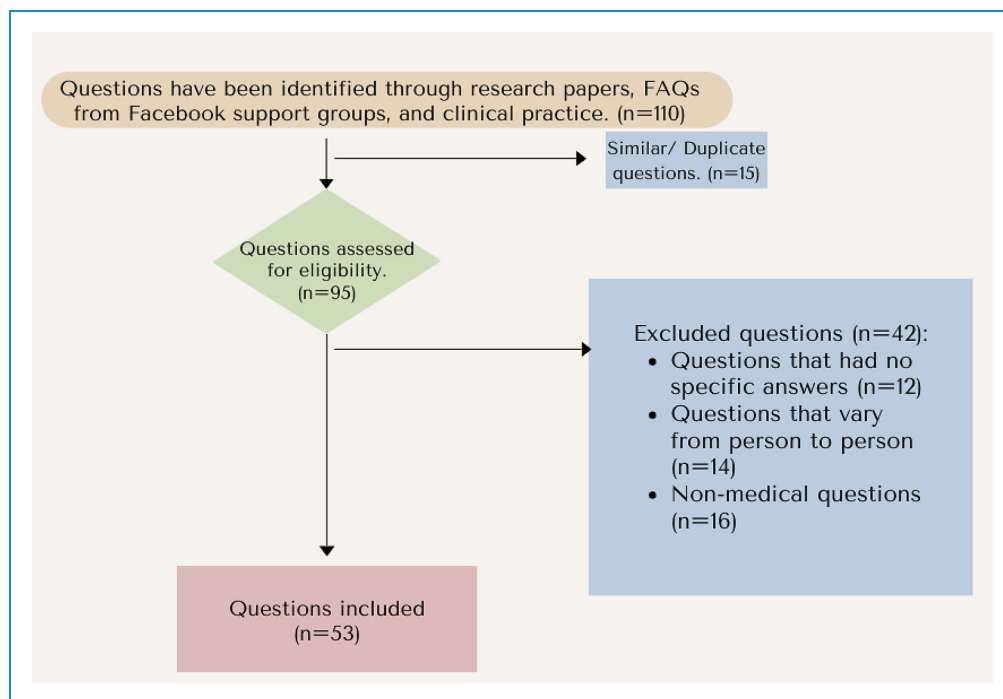 Questions have been identified through research papers, FAQs
from Facebook support groups, and clinical practice. (n=110)
Similar/ Duplicate
questions. (n=15)
Questions assessed
for eligibility.
(n=95)
Excluded questions (n=42):
• Questions that had no
specific answers (n=12)
• Questions that vary
from person to person
(n=14)
• Non-medical questions
(n=16)
Questions included
(n=53)